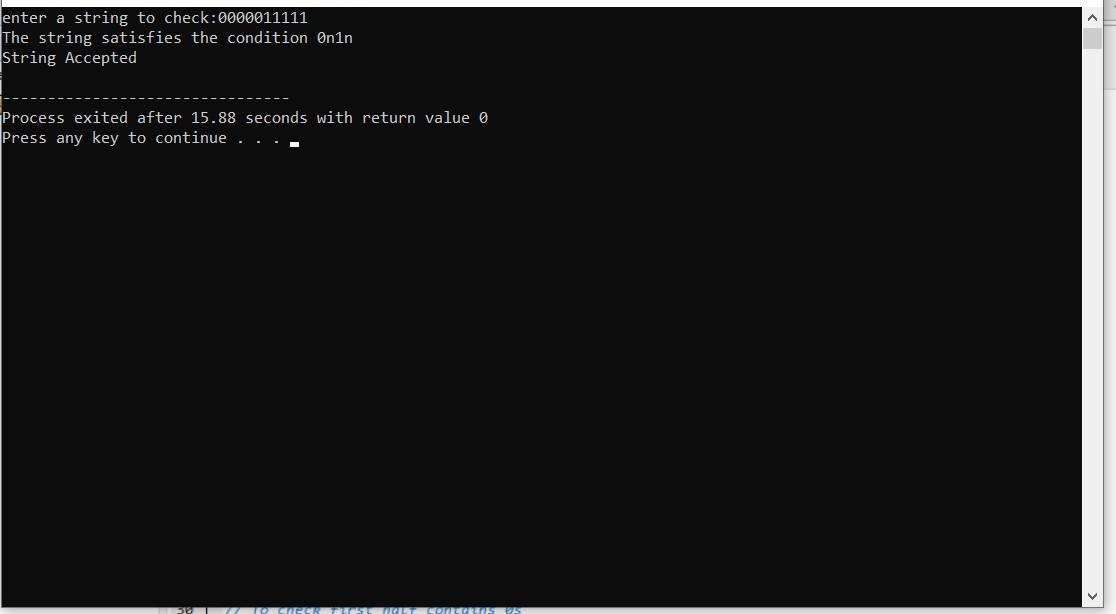 enter a string to check:0000011111
The string satisfies the condition 0n1n
String Accepted
--------------------------------
Process exited after 15.88 seconds with return value 0
Press any key to continue . . .
30 // To check first half contains 0s